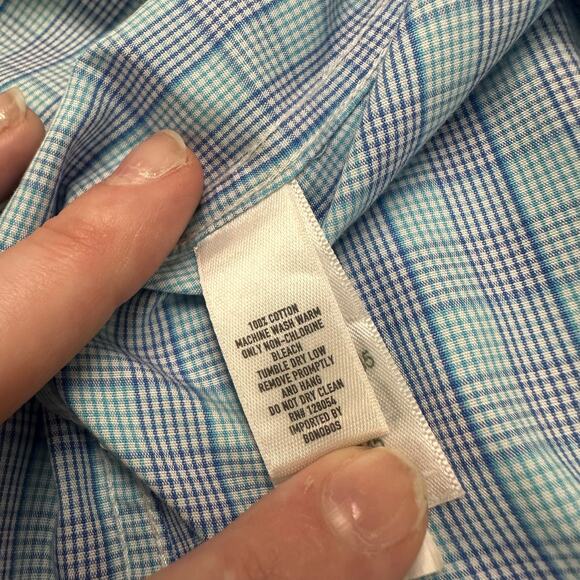 100% COTTON
MACHINE WASH WARM
ONLY NON-CHLORINE
BLEACH
TUMBLE DRY LOW
REMOVE PROMPTLY
AND HANG
DO NOT DRY CLEAN
RN# 128054
IMPORTED BY
BONOBOS